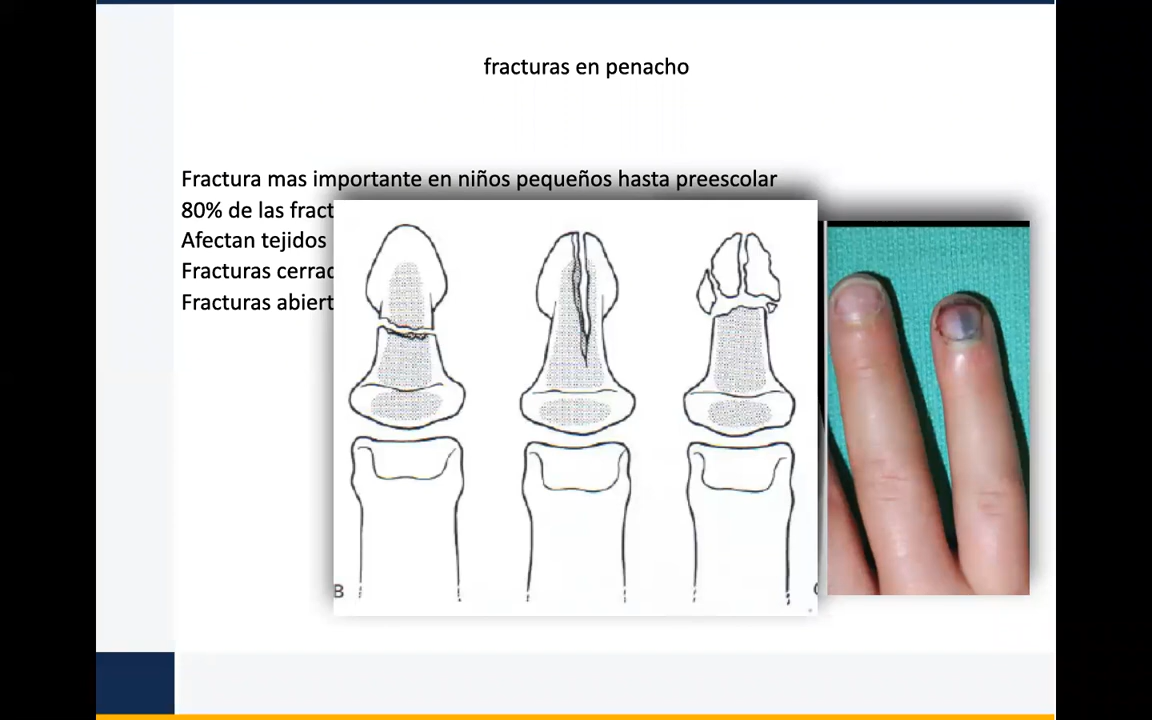 fracturas en penacho
Fractura mas importante en niños pequeños hasta preescolar
80% de las fract
Afectan tejidos
Fracturas cerrad
Fracturas abiert
B